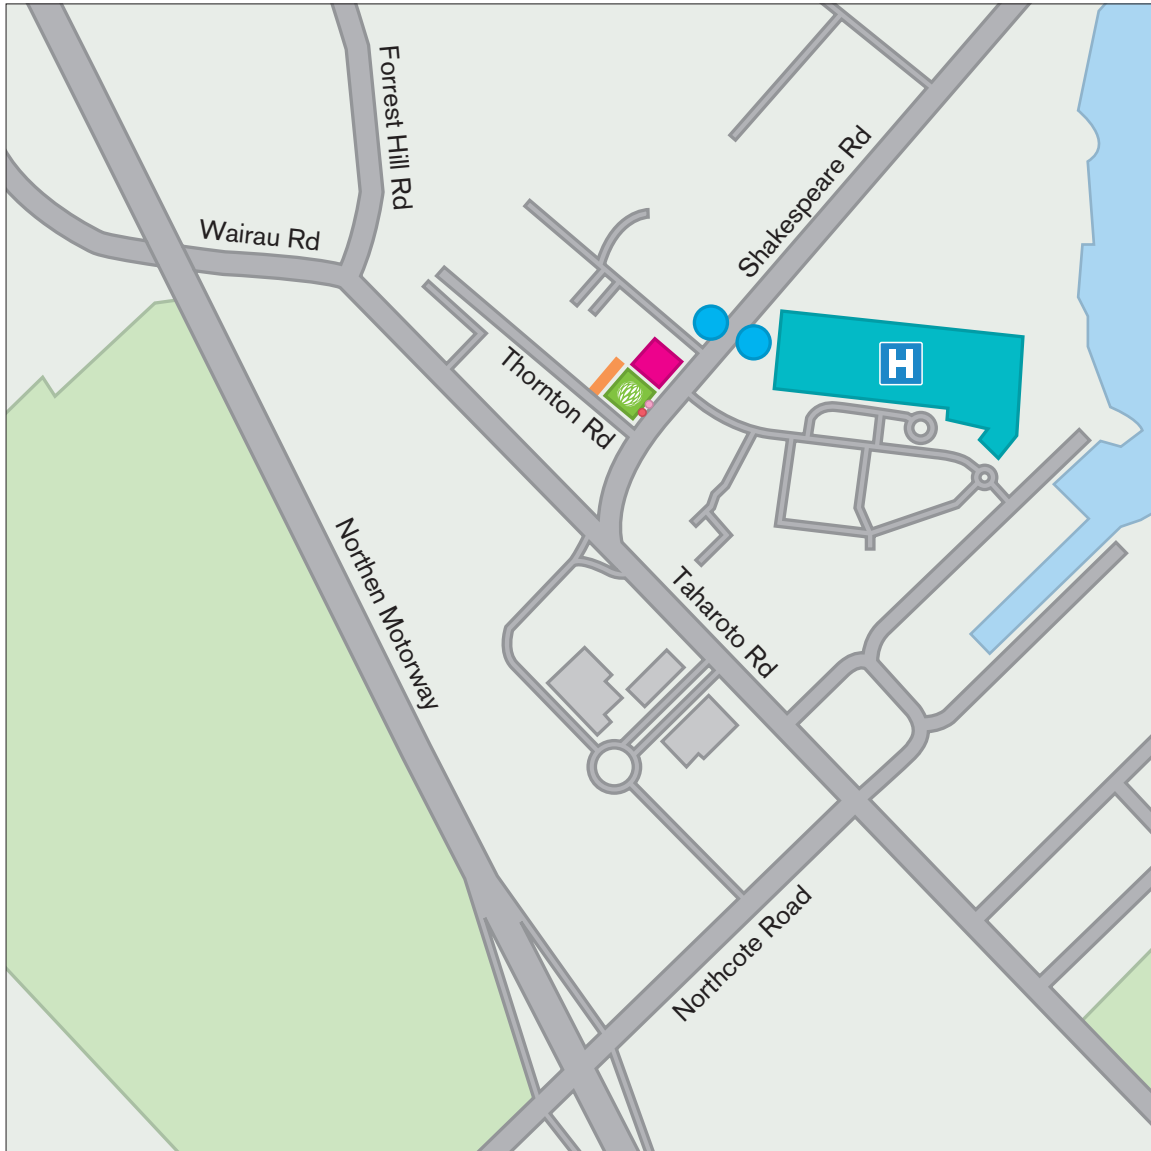 Forrest Hill Rd
Shakespeare Rd
Wairau Rd
H
Thornton Rd
Northen Motorway
Taharoto Rd
Northcote Road